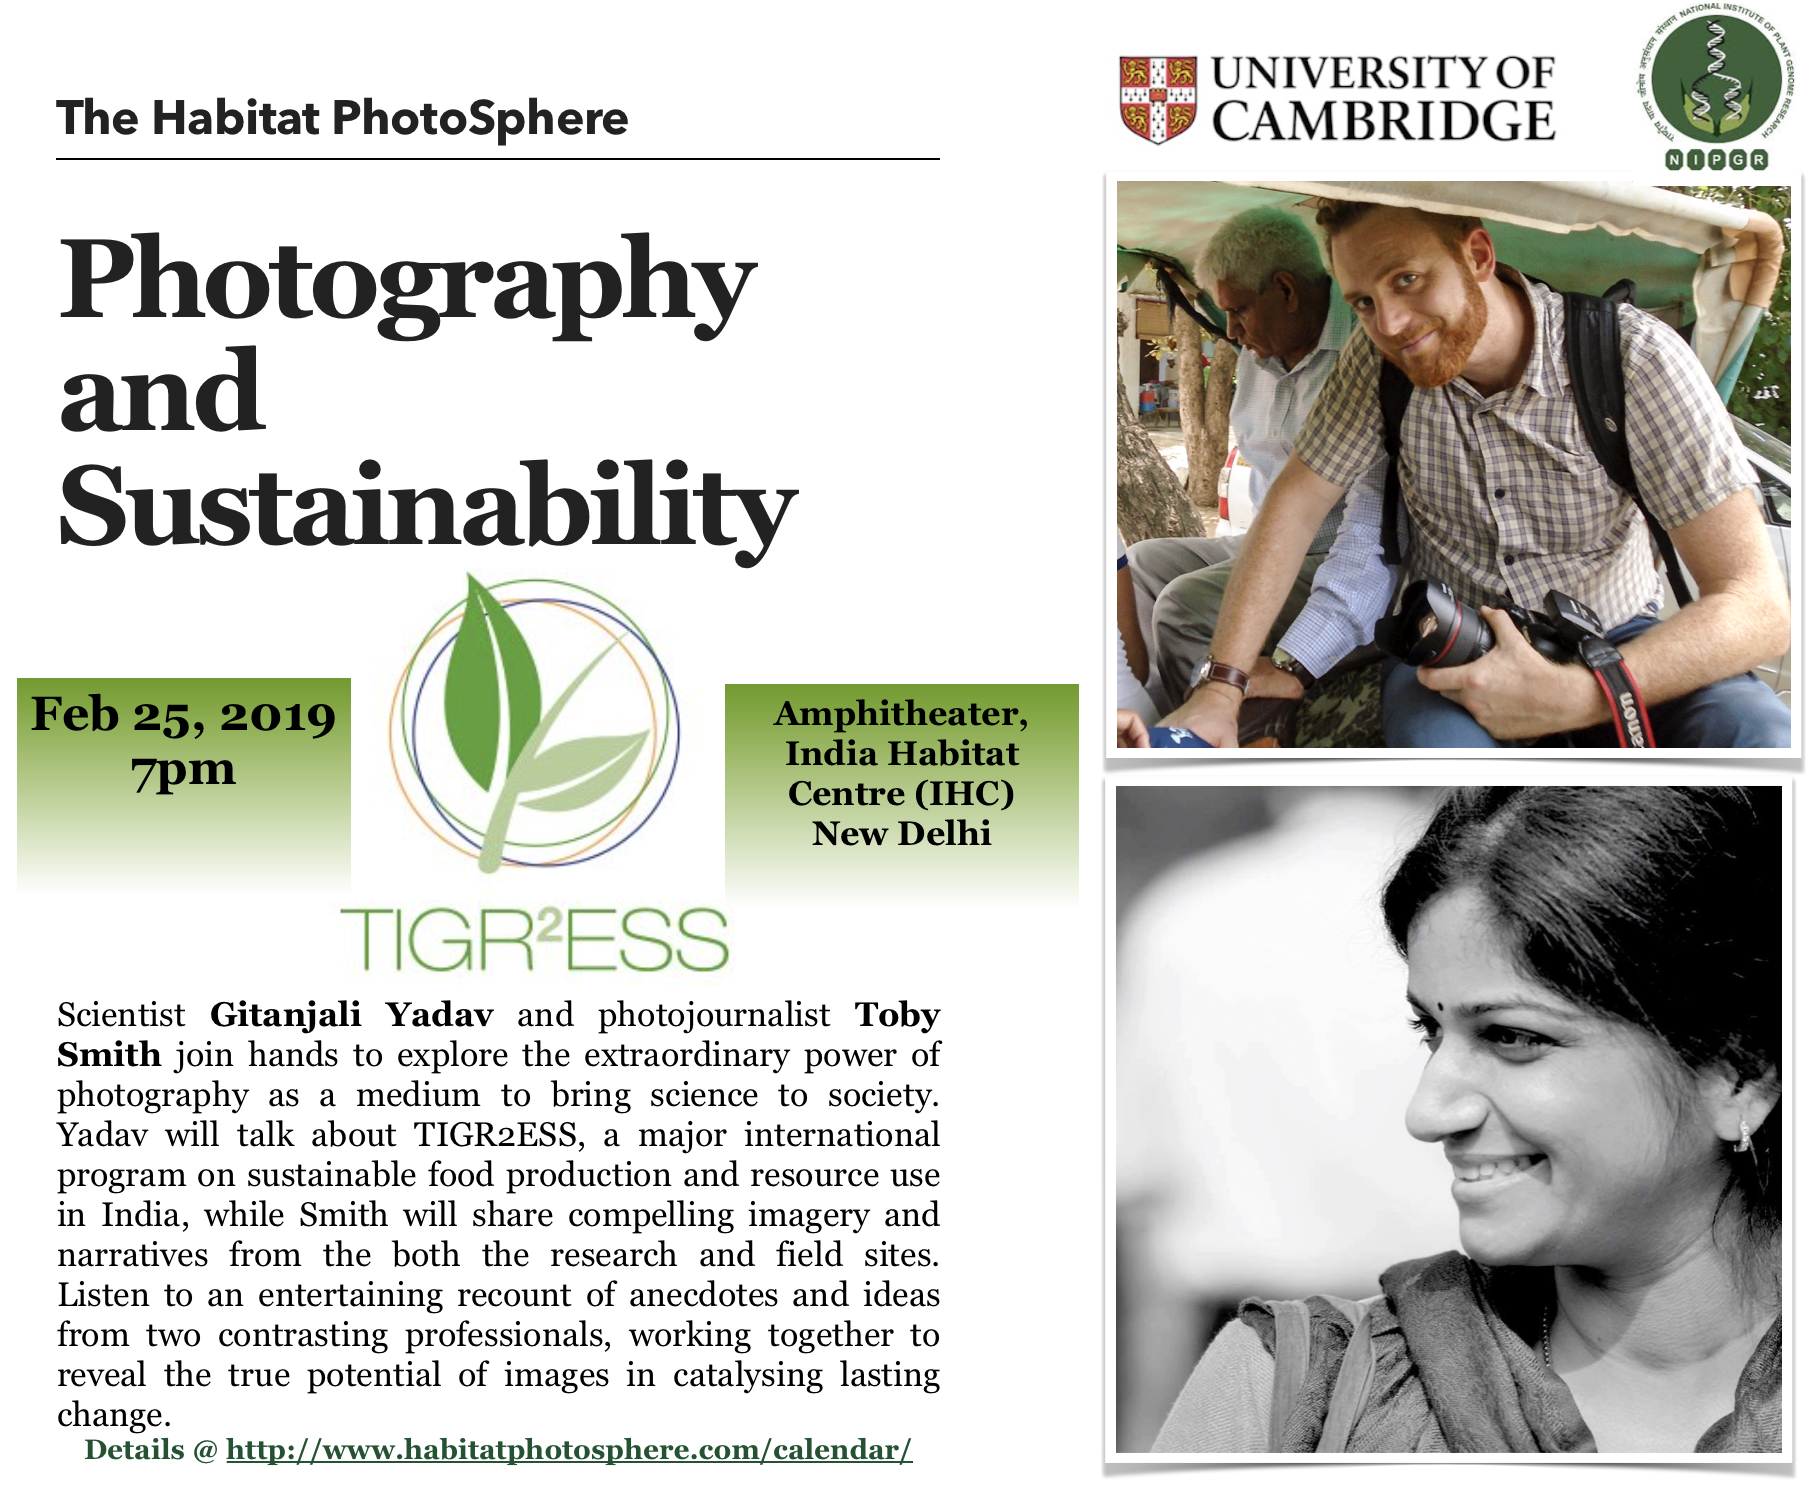 The Habitat PhotoSphere
Photography
and
Sustainability
Feb 25, 2019
7pm
TIGR²ESS
Amphitheater,
India Habitat
Centre (IHC)
New Delhi
Scientist Gitanjali Yadav and photojournalist Toby
Smith join hands to explore the extraordinary power of
photography as a medium to bring science to society.
Yadav will talk about TIGR2ESS, a major international
program on sustainable food production and resource use
in India, while Smith will share compelling imagery and
narratives from the both the research and field sites.
Listen to an entertaining recount of anecdotes and ideas
from two contrasting professionals, working together to
reveal the true potential of images in catalysing lasting
change.
Details @ http://www.habitatphotosphere.com/calendar/
UNIVERSITY OF
CAMBRIDGE
राष्ट्रीय पादप जीनोम अनुसंधान संस्थान
NATIONAL INSTITUTE OF PLANT GENOME RESEARCH
NIPGR